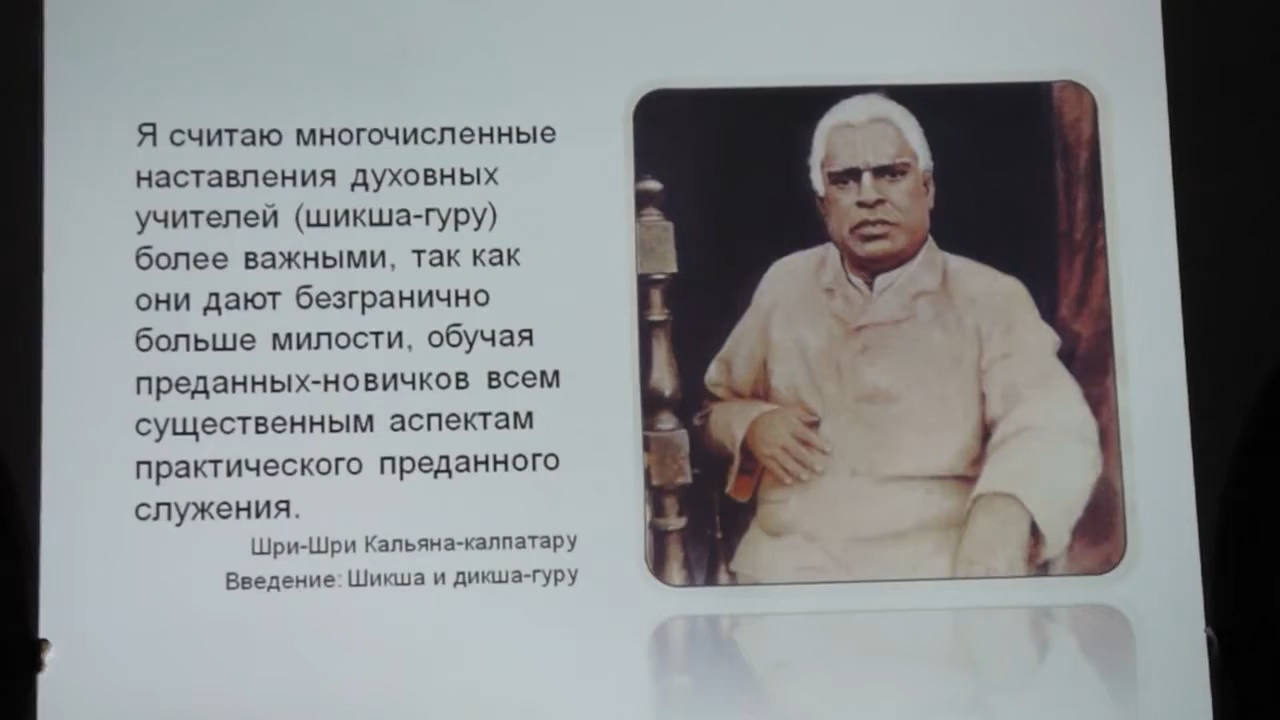 Я считаю многочисленные
наставления духовных
учителей (шикша-гуру)
более важными, так как
они дают безгранично
больше милости, обучая
преданных-новичков всем
существенным аспектам
практического преданного
служения.
Шри-Шри Кальяна-калпатару
Введение: Шикша и дикша-гуру